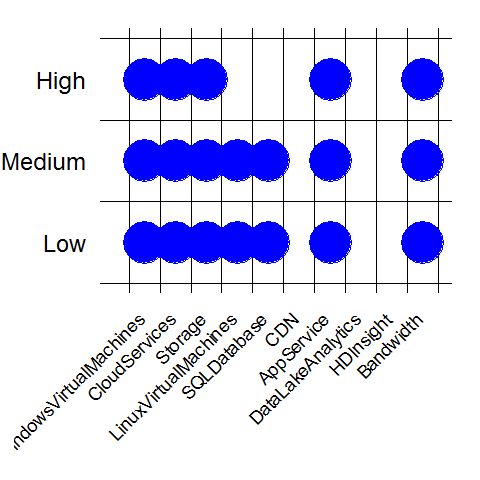 High
Medium
Low
ndowsVirtualMachines
CloudServices
Storage
LinuxVirtualMachines
SQLDatabase
CDN
AppService
DataLakeAnalytics
HDInsight
Bandwidth